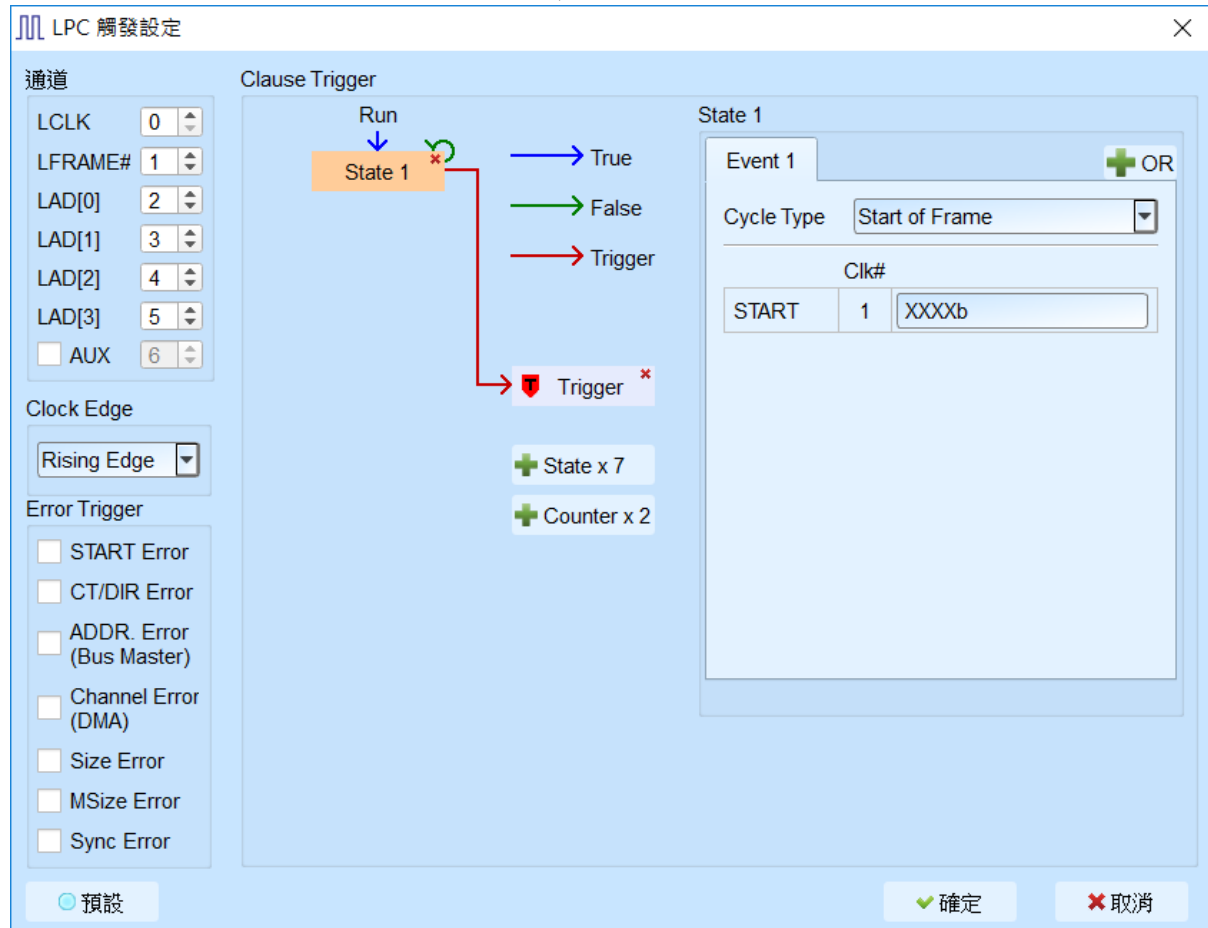 LPC 觸發設定
通道
LCLK 0
LFRAME# 1
LAD[0] 2
LAD[1] 3
LAD[2] 4
LAD[3] 5
AUX 6
Clock Edge
Rising Edge
Error Trigger
START Error
CT/DIR Error
ADDR. Error
(Bus Master)
Channel Error
(DMA)
Size Error
MSize Error
Sync Error
Clause Trigger
Run
State 1
True
False
Trigger
T Trigger
State x 7
Counter x 2
State 1
Event 1
OR
Cycle Type Start of Frame
Clk#
START 1 XXXXb
預設
確定
取消